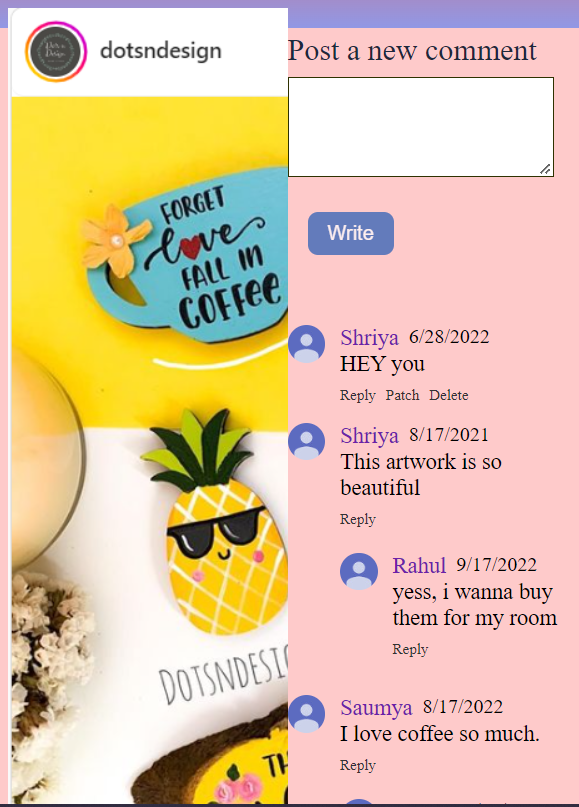 dotsndesign
FORGET
love
FALL IN
COFFEE
DOTSNDESI
TH
Post a new comment
Write
Shriya 6/28/2022
HEY you
Reply Patch Delete
Shriya 8/17/2021
This artwork is so
beautiful
Reply
Rahul 9/17/2022
yess, i wanna buy
them for my room
Reply
Saumya 8/17/2022
I love coffee so much.
Reply